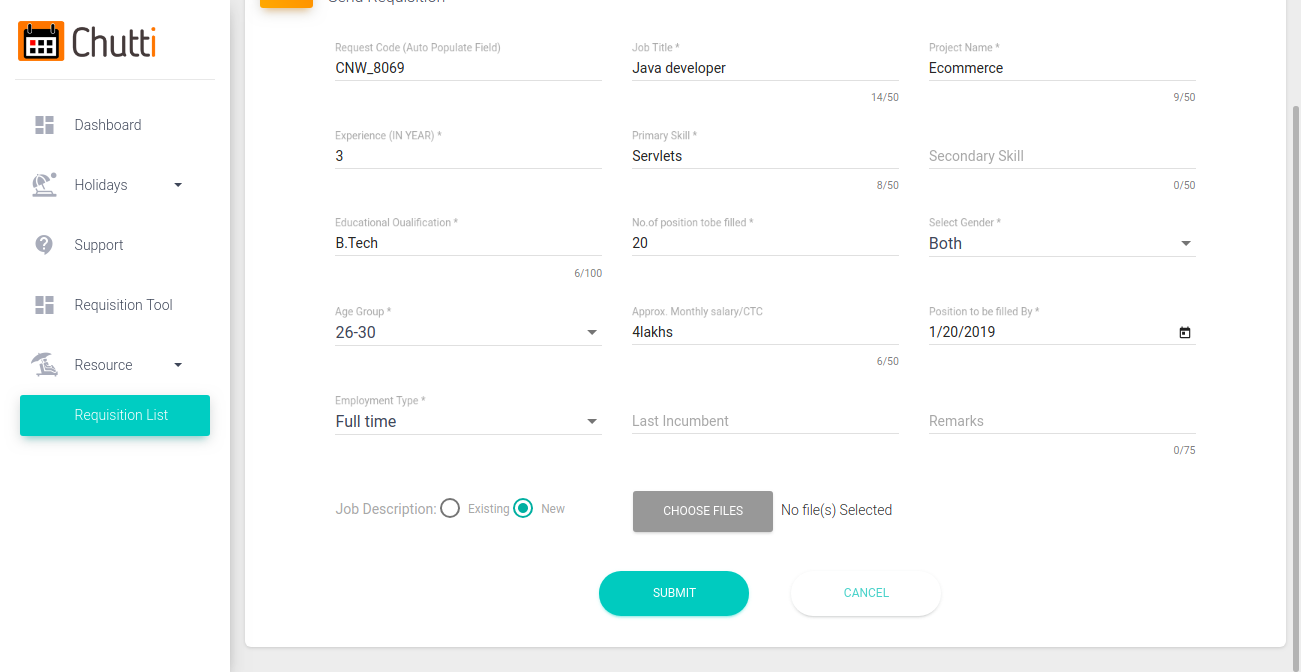 Send Requisition
Chutti
Dashboard
Holidays
Support
Requisition Tool
Resource
Requisition List
Request Code (Auto Populate Field)
CNW_8069
Job Title *
Java developer
14/50
Project Name *
Ecommerce
9/50
Experience (IN YEAR) *
3
Primary Skill *
Servlets
8/50
Secondary Skill
0/50
Educational Oualification *
B.Tech
6/100
No.of position tobe filled *
20
Select Gender *
Both
Age Group *
26-30
Approx. Monthly salary/CTC
4lakhs
6/50
Position to be filled By *
1/20/2019
Employment Type *
Full time
Last Incumbent
Remarks
0/75
Job Description: Existing New
CHOOSE FILES No file(s) Selected
SUBMIT
CANCEL